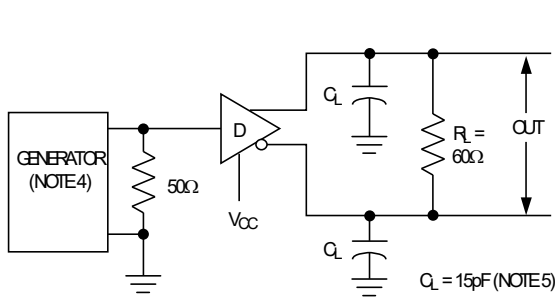 CL
RL =
60Ω
OUT
D
GENERATOR
(NOTE 4)
50Ω
VCC
CL
CL = 15pF (NOTE 5)